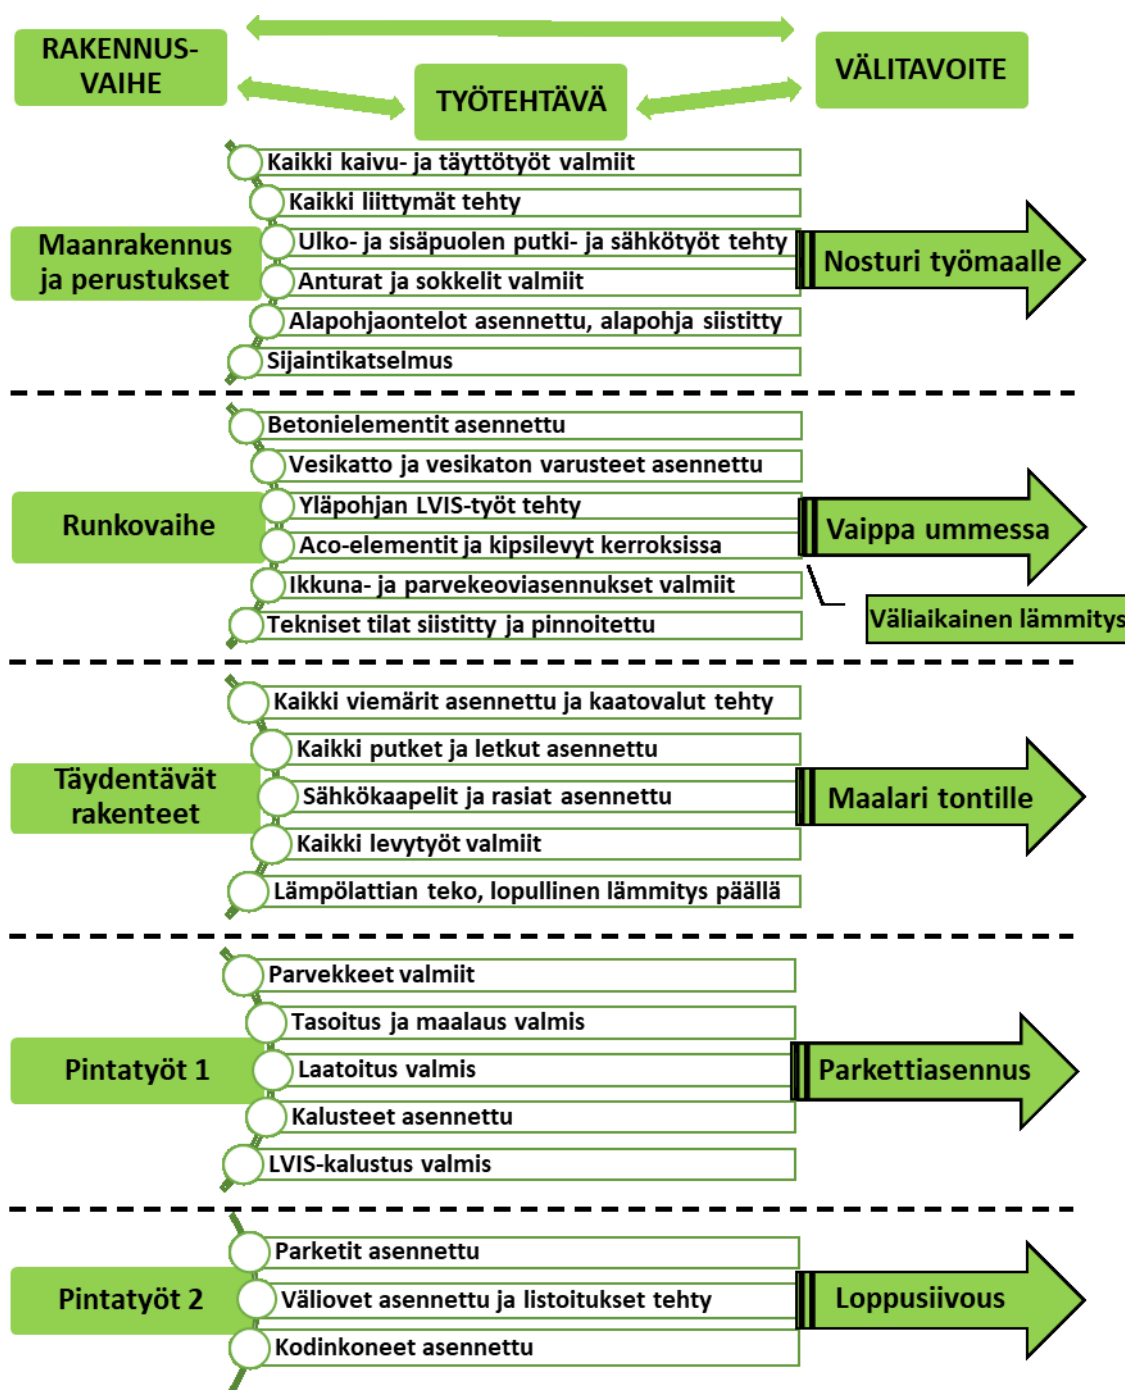 RAKENNUS-
VAIHE
TYÖTEHTÄVÄ
VÄLITAVOITE
Maanrakennus
ja perustukset
Kaikki kaivu- ja täyttötyöt valmiit
Kaikki liittymät tehty
Ulko- ja sisäpuolen putki- ja sähkötyöt tehty
Anturat ja sokkelit valmiit
Alapohjaontelot asennettu, alapohja siistitty
Sijaintikatselmus
Nosturi työmaalle
Runkovaihe
Betonielementit asennettu
Vesikatto ja vesikaton varusteet asennettu
Yläpohjan LVIS-työt tehty
Aco-elementit ja kipsilevyt kerroksissa
Ikkuna- ja parvekeoviasennukset valmiit
Tekniset tilat siistitty ja pinnoitettu
Vaippa ummessa
Väliaikainen lämmitys
Täydentävät
rakenteet
Kaikki viemärit asennettu ja kaatovalut tehty
Kaikki putket ja letkut asennettu
Sähkökaapelit ja rasiat asennettu
Kaikki levytyöt valmiit
Lämpölattian teko, lopullinen lämmitys päällä
Maalari tontille
Pintatyöt 1
Parvekkeet valmiit
Tasoitus ja maalaus valmis
Laatoitus valmis
Kalusteet asennettu
LVIS-kalustus valmis
Parkettiasennus
Pintatyöt 2
Parketit asennettu
Väliovet asennettu ja listoitukset tehty
Kodinkoneet asennettu
Loppusiivous